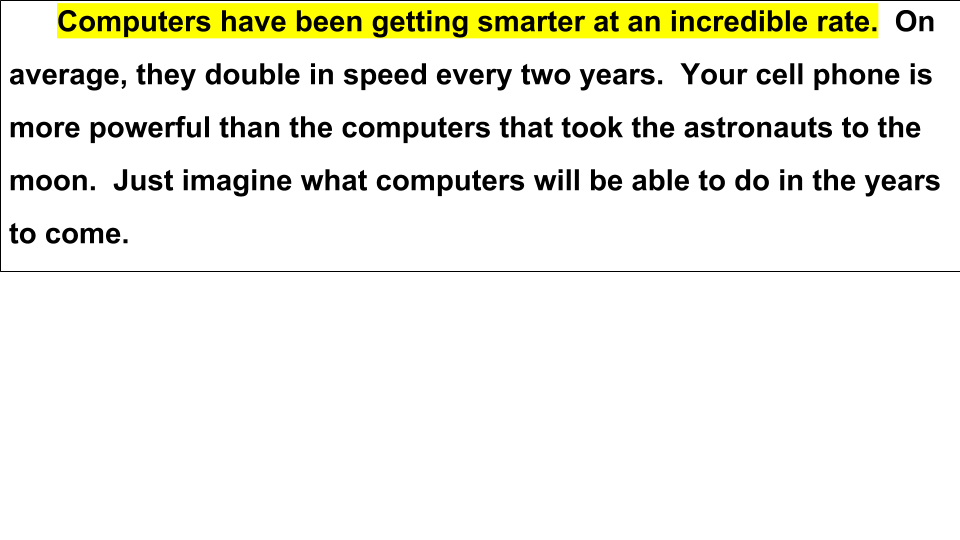 Computers have been getting smarter at an incredible rate.  On
average, they double in speed every two years.  Your cell phone is
more powerful than the computers that took the astronauts to the
moon.  Just imagine what computers will be able to do in the years
to come.